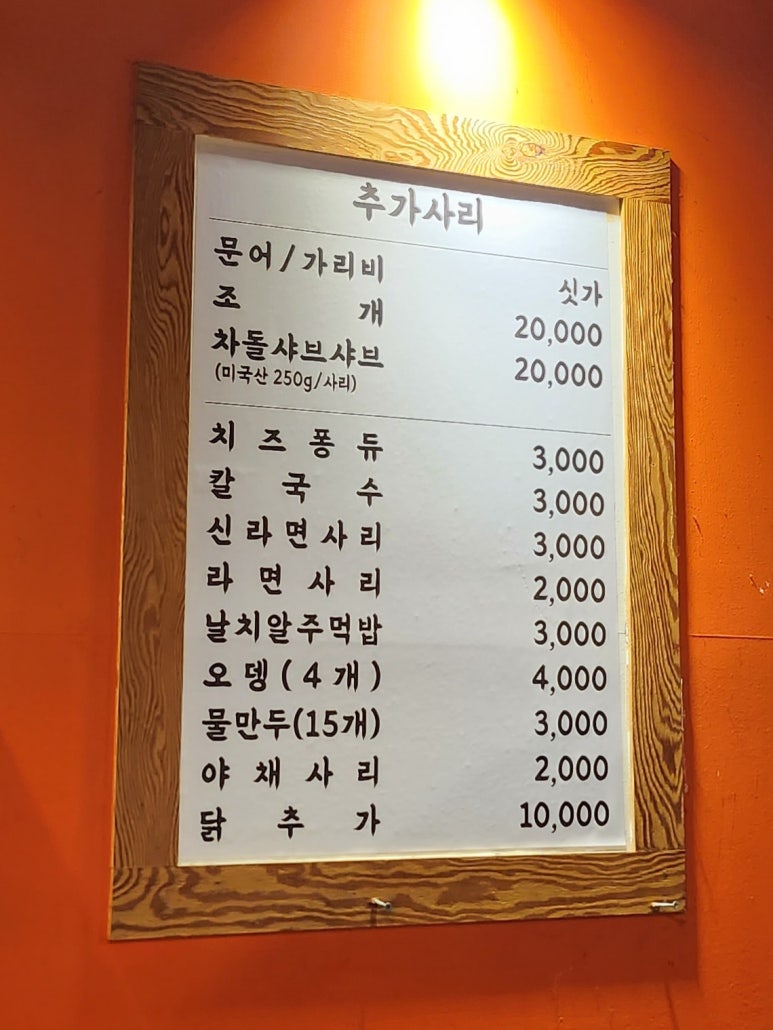 추가사리
문어/가리비 싯가
조개 20,000
차돌샤브샤브 20,000
(미국산 250g/사리)
치즈퐁듀 3,000
칼국수 3,000
신라면사리 3,000
라면사리 2,000
날치알주먹밥 3,000
오뎅(4개) 4,000
물만두(15개) 3,000
야채사리 2,000
닭추가 10,000